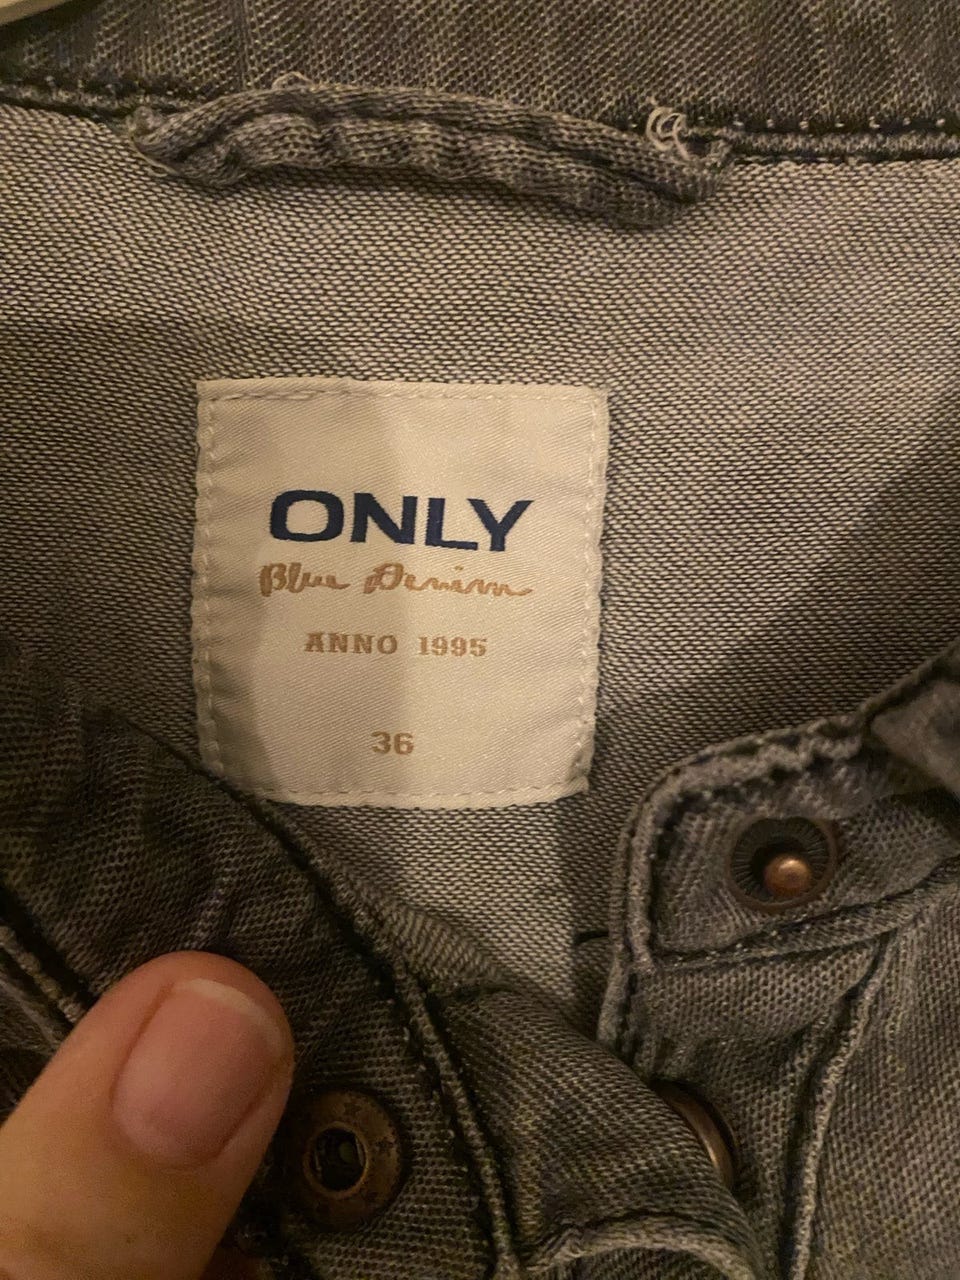 ONLY
Blue Denim
ANNO 1995
36